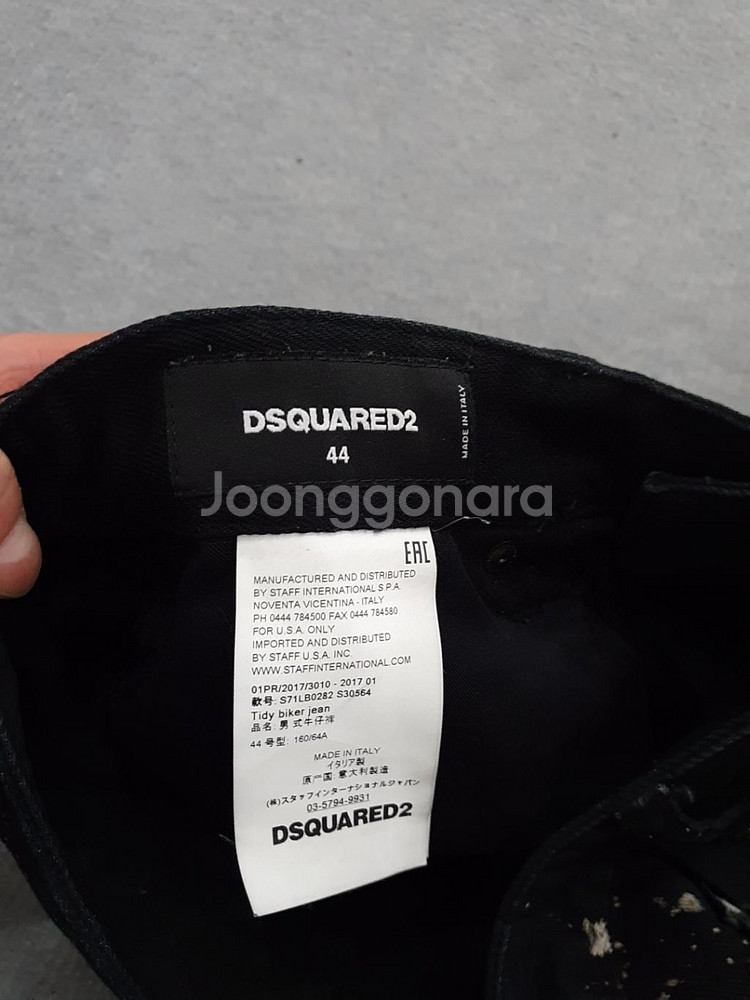 DSQUARED2
44
MADE IN ITALY
Joonggonara
EAC
MANUFACTURED AND DISTRIBUTED
BY STAFF INTERNATIONAL S.P.A.
NOVENTA VICENTINA - ITALY
PH 0444 784500 FAX 0444 784580
FOR U.S.A. ONLY
IMPORTED AND DISTRIBUTED
BY STAFF U.S.A. INC.
WWW.STAFFINTERNATIONAL.COM
01PR/2017/3010 - 2017 01
款号: S71LB0282 S30564
Tidy biker jean
品名: 男式牛仔裤
44 号型: 160/64A
MADE IN ITALY
イタリア製
原产国: 意大利製造
(株)スタッフインターナショナルジャパン
03-5794-9931
DSQUARED2